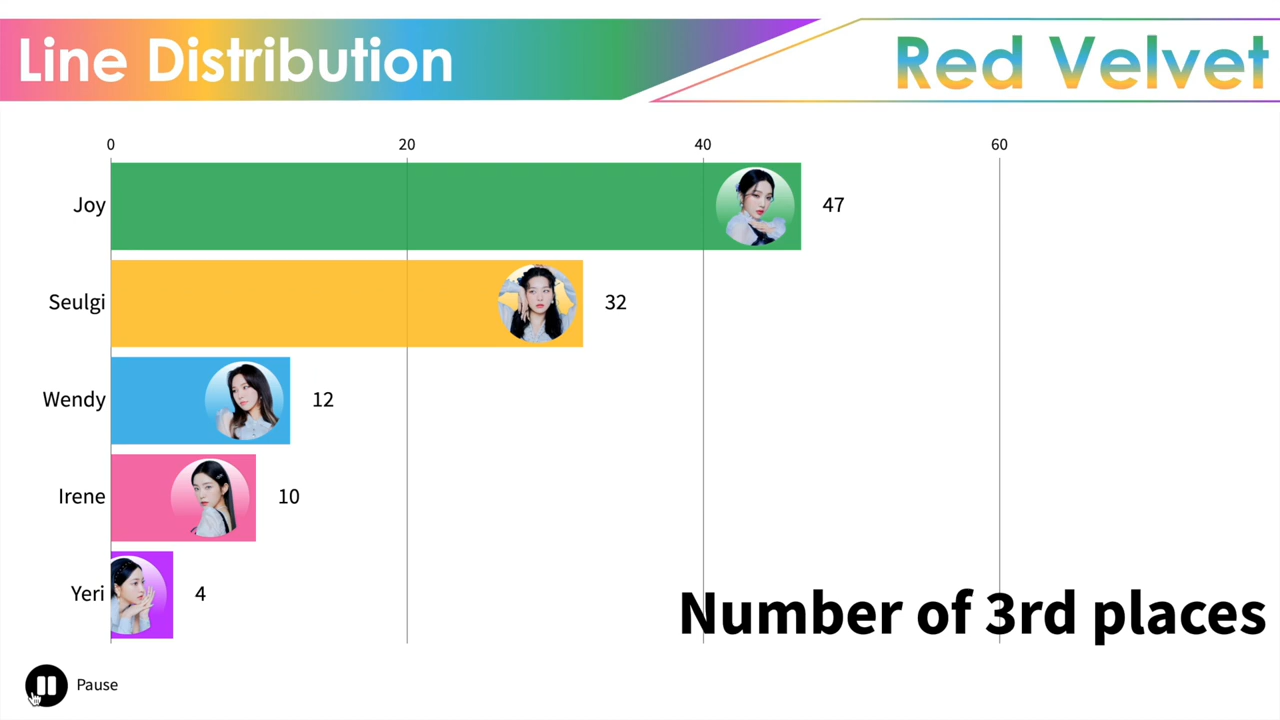 Line Distribution
Red Velvet
0 20 40 60
Joy 47
Seulgi 32
Wendy 12
Irene 10
Yeri 4
Number of 3rd places
Pause